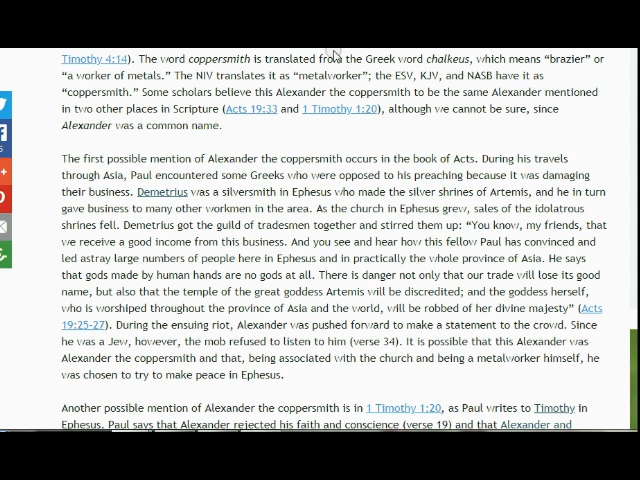 Timothy 4:14). The word coppersmith is translated from the Greek word chalkeus, which means “brazier” or
“a worker of metals.” The NIV translates it as “metalworker”; the ESV, KJV, and NASB have it as
“coppersmith.” Some scholars believe this Alexander the coppersmith to be the same Alexander mentioned
in two other places in Scripture (Acts 19:33 and 1 Timothy 1:20), although we cannot be sure, since
Alexander was a common name.
The first possible mention of Alexander the coppersmith occurs in the book of Acts. During his travels
through Asia, Paul encountered some Greeks who were opposed to his preaching because it was damaging
their business. Demetrius was a silversmith in Ephesus who made the silver shrines of Artemis, and he in turn
gave business to many other workmen in the area. As the church in Ephesus grew, sales of the idolatrous
shrines fell. Demetrius got the guild of tradesmen together and stirred them up: “You know, my friends, that
we receive a good income from this business. And you see and hear how this fellow Paul has convinced and
led astray large numbers of people here in Ephesus and in practically the whole province of Asia. He says
that gods made by human hands are no gods at all. There is danger not only that our trade will lose its good
name, but also that the temple of the great goddess Artemis will be discredited; and the goddess herself,
who is worshiped throughout the province of Asia and the world, will be robbed of her divine majesty” (Acts
19:25-27). During the ensuing riot, Alexander was pushed forward to make a statement to the crowd. Since
he was a Jew, however, the mob refused to listen to him (verse 34). It is possible that this Alexander was
Alexander the coppersmith and that, being associated with the church and being a metalworker himself, he
was chosen to try to make peace in Ephesus.
Another possible mention of Alexander the coppersmith is in 1 Timothy 1:20, as Paul writes to Timothy in
Ephesus. Paul says that Alexander rejected his faith and conscience (verse 19) and that Alexander and